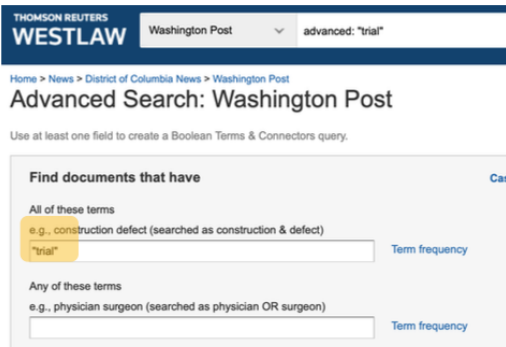 THOMSON REUTERS
WESTLAW
Washington Post
advanced: "trial"
Home > News > District of Columbia News > Washington Post
Advanced Search: Washington Post
Use at least one field to create a Boolean Terms & Connectors query.
Find documents that have
All of these terms
e.g., construction defect (searched as construction & defect)
"trial"
Term frequency
Any of these terms
e.g., physician surgeon (searched as physician OR surgeon)
Term frequency